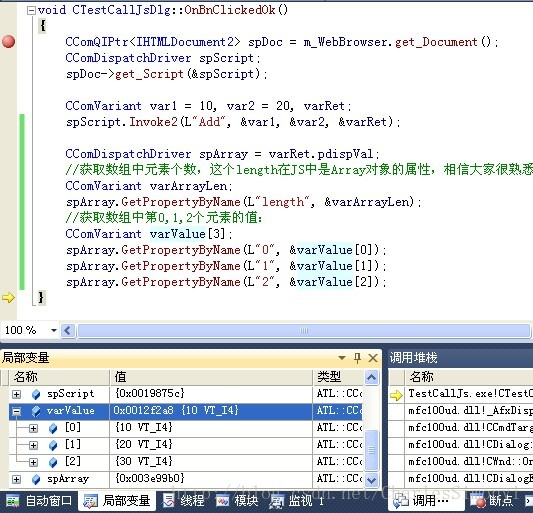 void CTestCallJsDlg::OnBnClickedOk()
{
CComQIPtr<IHTMLDocument2> spDoc = m_WebBrowser.get_Document();
CComDispatchDriver spScript;
spDoc->get_Script(&spScript);
CComVariant var1 = 10, var2 = 20, varRet;
spScript.Invoke2(L"Add", &var1, &var2, &varRet);
CComDispatchDriver spArray = varRet.pdispVal;
//获取数组中元素个数，这个length在JS中是Array对象的属性，相信大家很熟悉
CComVariant varArrayLen;
spArray.GetPropertyByName(L"length", &varArrayLen);
//获取数组中第0,1,2个元素的值：
CComVariant varValue[3];
spArray.GetPropertyByName(L"0", &varValue[0]);
spArray.GetPropertyByName(L"1", &varValue[1]);
spArray.GetPropertyByName(L"2", &varValue[2]);
}
100 %
局部变量
名称 值 类型
spScript {0x0019875c} ATL::CCo
varValue 0x0012f2a8 {10 VT_I4} ATL::CCo
[0] {10 VT_I4} ATL::CCo
[1] {20 VT_I4} ATL::CCo
[2] {30 VT_I4} ATL::CCo
spArray {0x003e99b0} ATL::CCo
自动窗口 局部变量 线程 模块 监视 1
调用堆栈
名称
TestCallJs.exe!CTestC
mfc100ud.dll!_AfxDisp
mfc100ud.dll!CCmdTarg
mfc100ud.dll!CDialog:
mfc100ud.dll!CWnd::On
mfc100ud.dll!CDialogE
调用... 断点